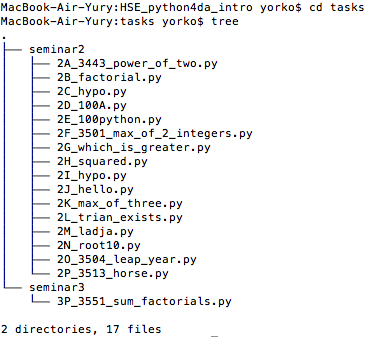 MacBook-Air-Yury:HSE_python4da_intro yorko$ cd tasks
MacBook-Air-Yury:tasks yorko$ tree
.
├── seminar2
│   ├── 2A_3443_power_of_two.py
│   ├── 2B_factorial.py
│   ├── 2C_hypo.py
│   ├── 2D_100A.py
│   ├── 2E_100python.py
│   ├── 2F_3501_max_of_2_integers.py
│   ├── 2G_which_is_greater.py
│   ├── 2H_squared.py
│   ├── 2I_hypo.py
│   ├── 2J_hello.py
│   ├── 2K_max_of_three.py
│   ├── 2L_trian_exists.py
│   ├── 2M_ladja.py
│   ├── 2N_root10.py
│   ├── 2O_3504_leap_year.py
│   └── 2P_3513_horse.py
└── seminar3
    └── 3P_3551_sum_factorials.py

2 directories, 17 files